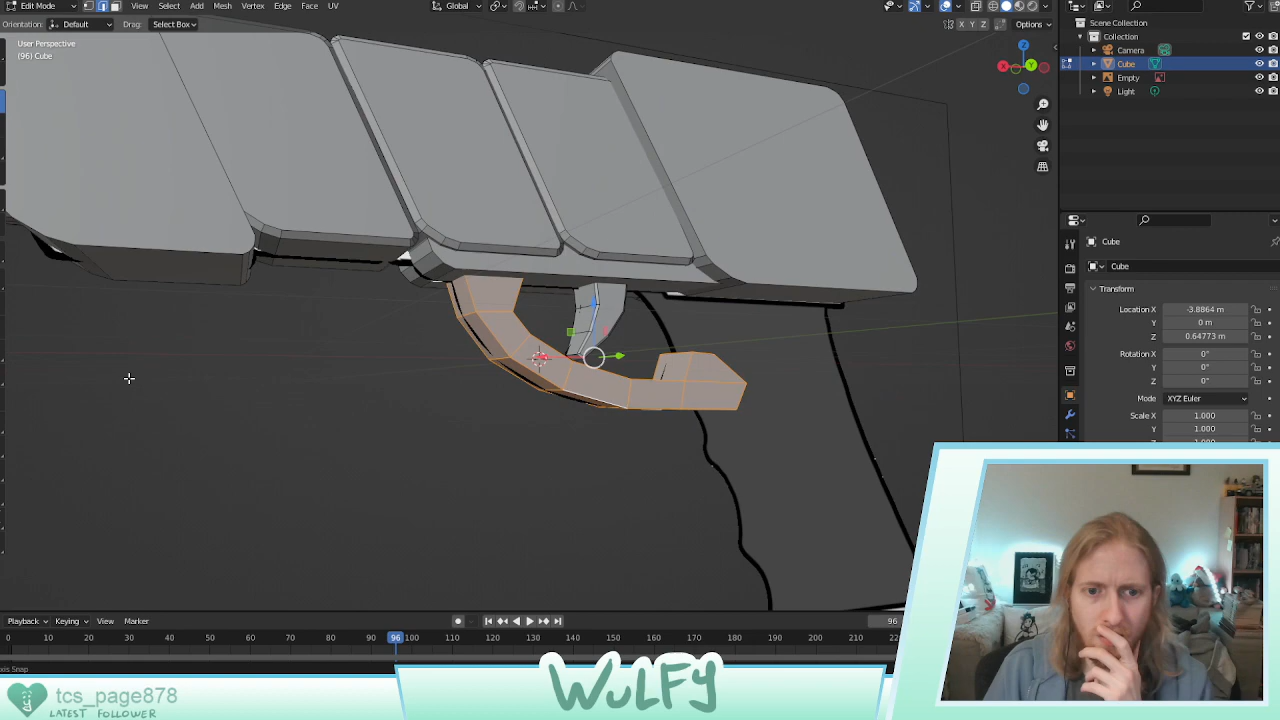 Edit Mode View Select Add Mesh Vertex Edge Face UV Global
Orientation: Default Drag: Select Box X Y Z Options
User Perspective
(96) Cube
X Y Z
Scene Collection
Collection
Camera
Cube
Empty
Light
Cube
Cube
Transform
Location X -3.8864 m
Y 0 m
Z 0.64773 m
Rotation X 0°
Y 0°
Z 0°
Mode XYZ Euler
Scale X 1.000
Y 1.000
Playback Keying View Marker 96
0 10 20 30 40 50 60 70 80 90 96 100 110 120 130 140 150 160 170 180 190 200 210
axis Snap
tcs_page878
LATEST FOLLOWER
WULFY